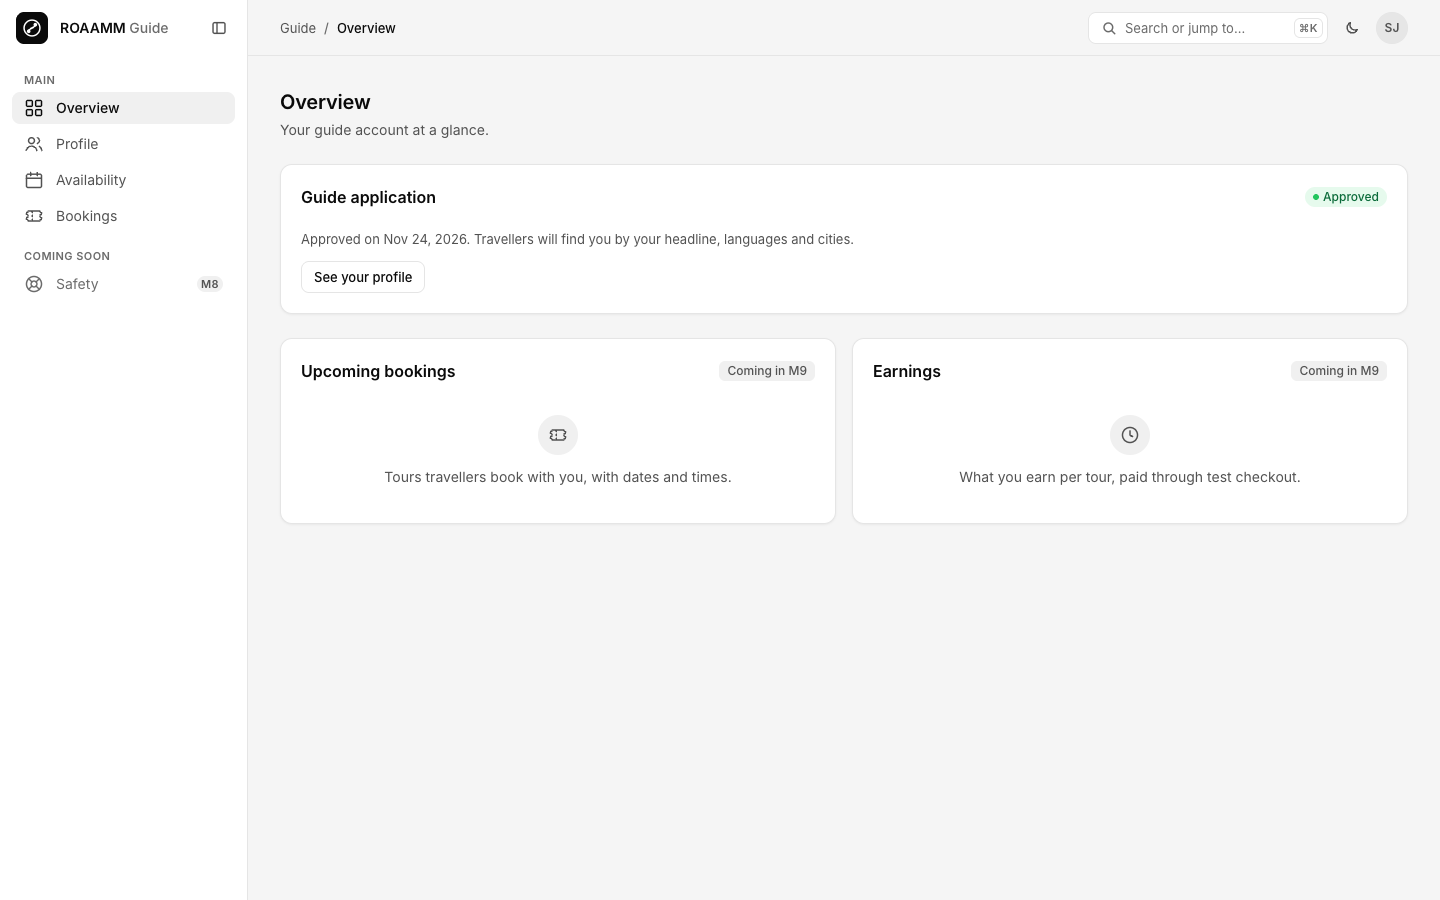 ROAAMM Guide
MAIN
Overview
Profile
Availability
Bookings
COMING SOON
Safety M8
Guide / Overview
Search or jump to... ⌘K
SJ
Overview
Your guide account at a glance.
Guide application
Approved
Approved on Nov 24, 2026. Travellers will find you by your headline, languages and cities.
See your profile
Upcoming bookings
Coming in M9
Tours travellers book with you, with dates and times.
Earnings
Coming in M9
What you earn per tour, paid through test checkout.